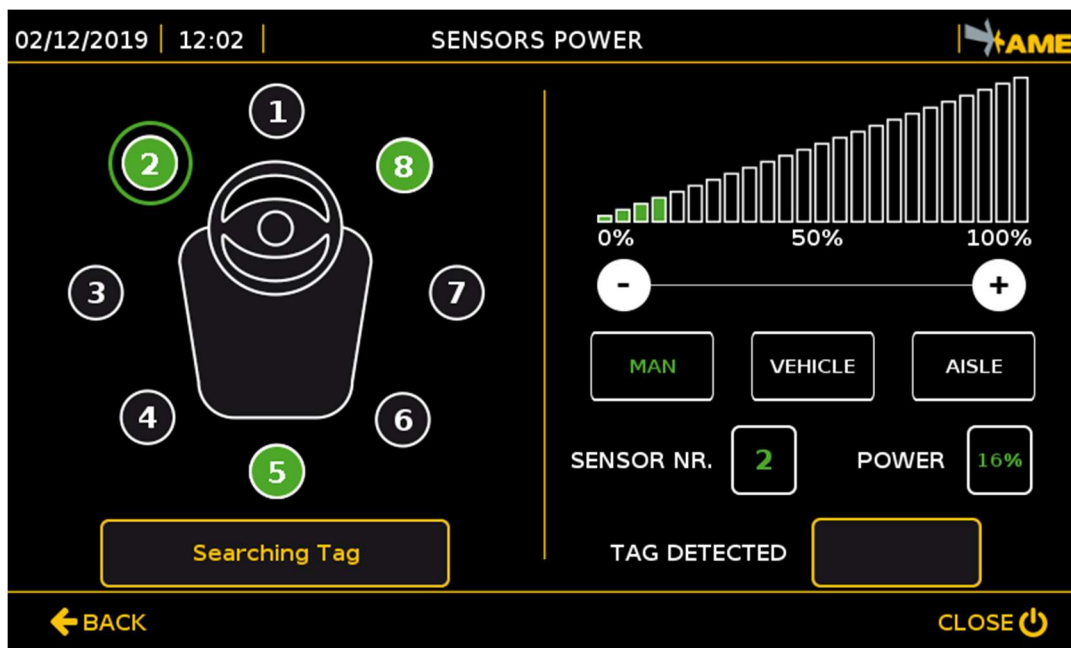 02/12/2019 12:02 SENSORS POWER AME
1
2
8
3
7
4
6
5
Searching Tag
0% 50% 100%
- +
MAN VEHICLE AISLE
SENSOR NR. 2 POWER 16%
TAG DETECTED
BACK CLOSE